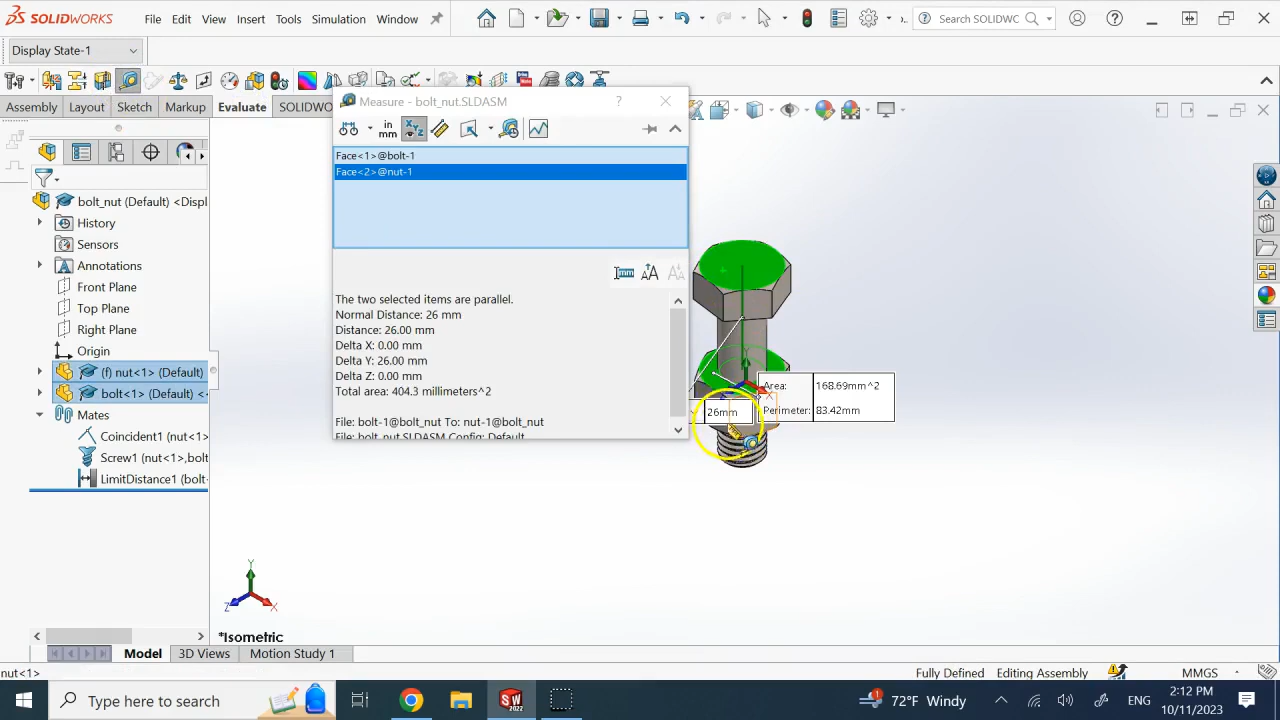 SOLIDWORKS
File
Edit
View
Insert
Tools
Simulation
Window
Search SOLIDWC
Display State-1
Assembly
Layout
Sketch
Markup
Evaluate
SOLIDWO
Measure - bolt_nut.SLDASM
in
mm
XYZ
Face<1>@bolt-1
Face<2>@nut-1
The two selected items are parallel.
Normal Distance: 26 mm
Distance: 26.00 mm
Delta X: 0.00 mm
Delta Y: 26.00 mm
Delta Z: 0.00 mm
Total area: 404.3 millimeters^2
File: bolt-1@bolt_nut To: nut-1@bolt_nut
File: bolt_nut.SLDASM Config: Default
bolt_nut (Default) <Displ
History
Sensors
Annotations
Front Plane
Top Plane
Right Plane
Origin
(f) nut<1> (Default)
bolt<1> (Default) <
Mates
Coincident1 (nut<1>
Screw1 (nut<1>,bol
LimitDistance1 (bolt-
Area: 168.69mm^2
Perimeter: 83.42mm
26mm
Y
Z
X
*Isometric
Model
3D Views
Motion Study 1
nut<1>
Fully Defined
Editing Assembly
MMGS
Type here to search
72°F Windy
ENG
2:12 PM
10/11/2023